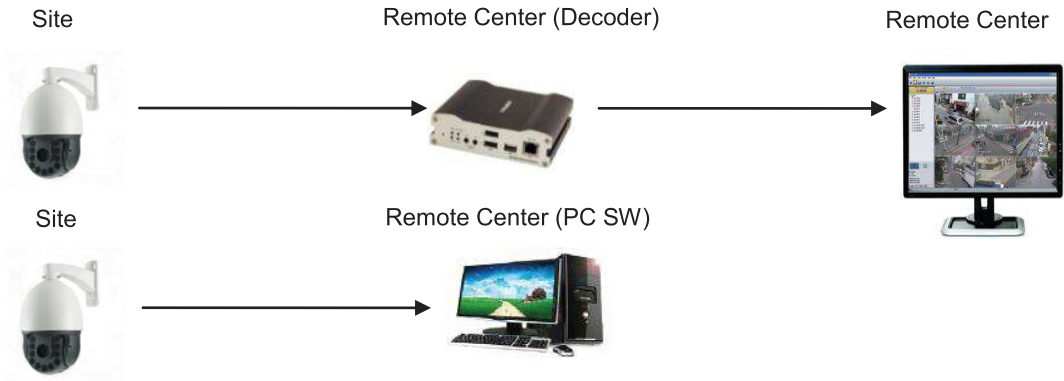 Site
Remote Center (Decoder)
Remote Center
Site
Remote Center (PC SW)